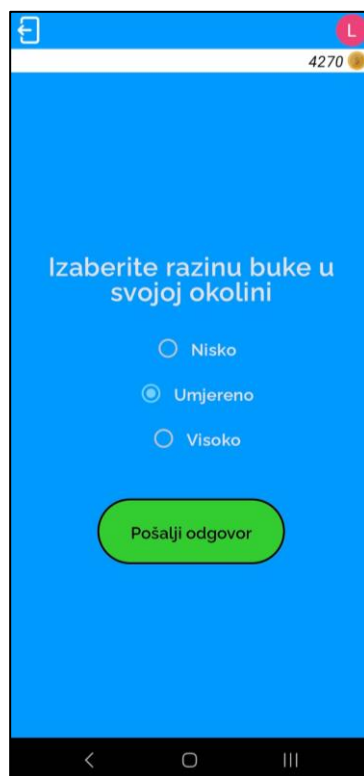 L
4270
Izaberite razinu buke u
svojoj okolini
Nisko
Umjereno
Visoko
Pošalji odgovor